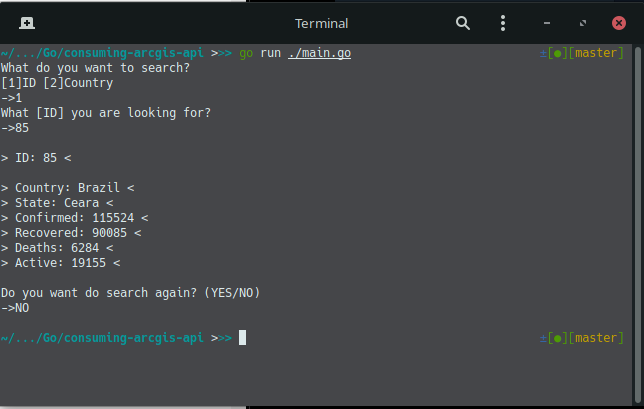 Terminal
~/.../Go/consuming-arcgis-api >>> go run ./main.go ±[●][master]
What do you want to search?
[1]ID [2]Country
->1
What [ID] you are looking for?
->85
> ID: 85 <
> Country: Brazil <
> State: Ceara <
> Confirmed: 115524 <
> Recovered: 90085 <
> Deaths: 6284 <
> Active: 19155 <
Do you want do search again? (YES/NO)
->NO
~/.../Go/consuming-arcgis-api >>> ±[●][master]